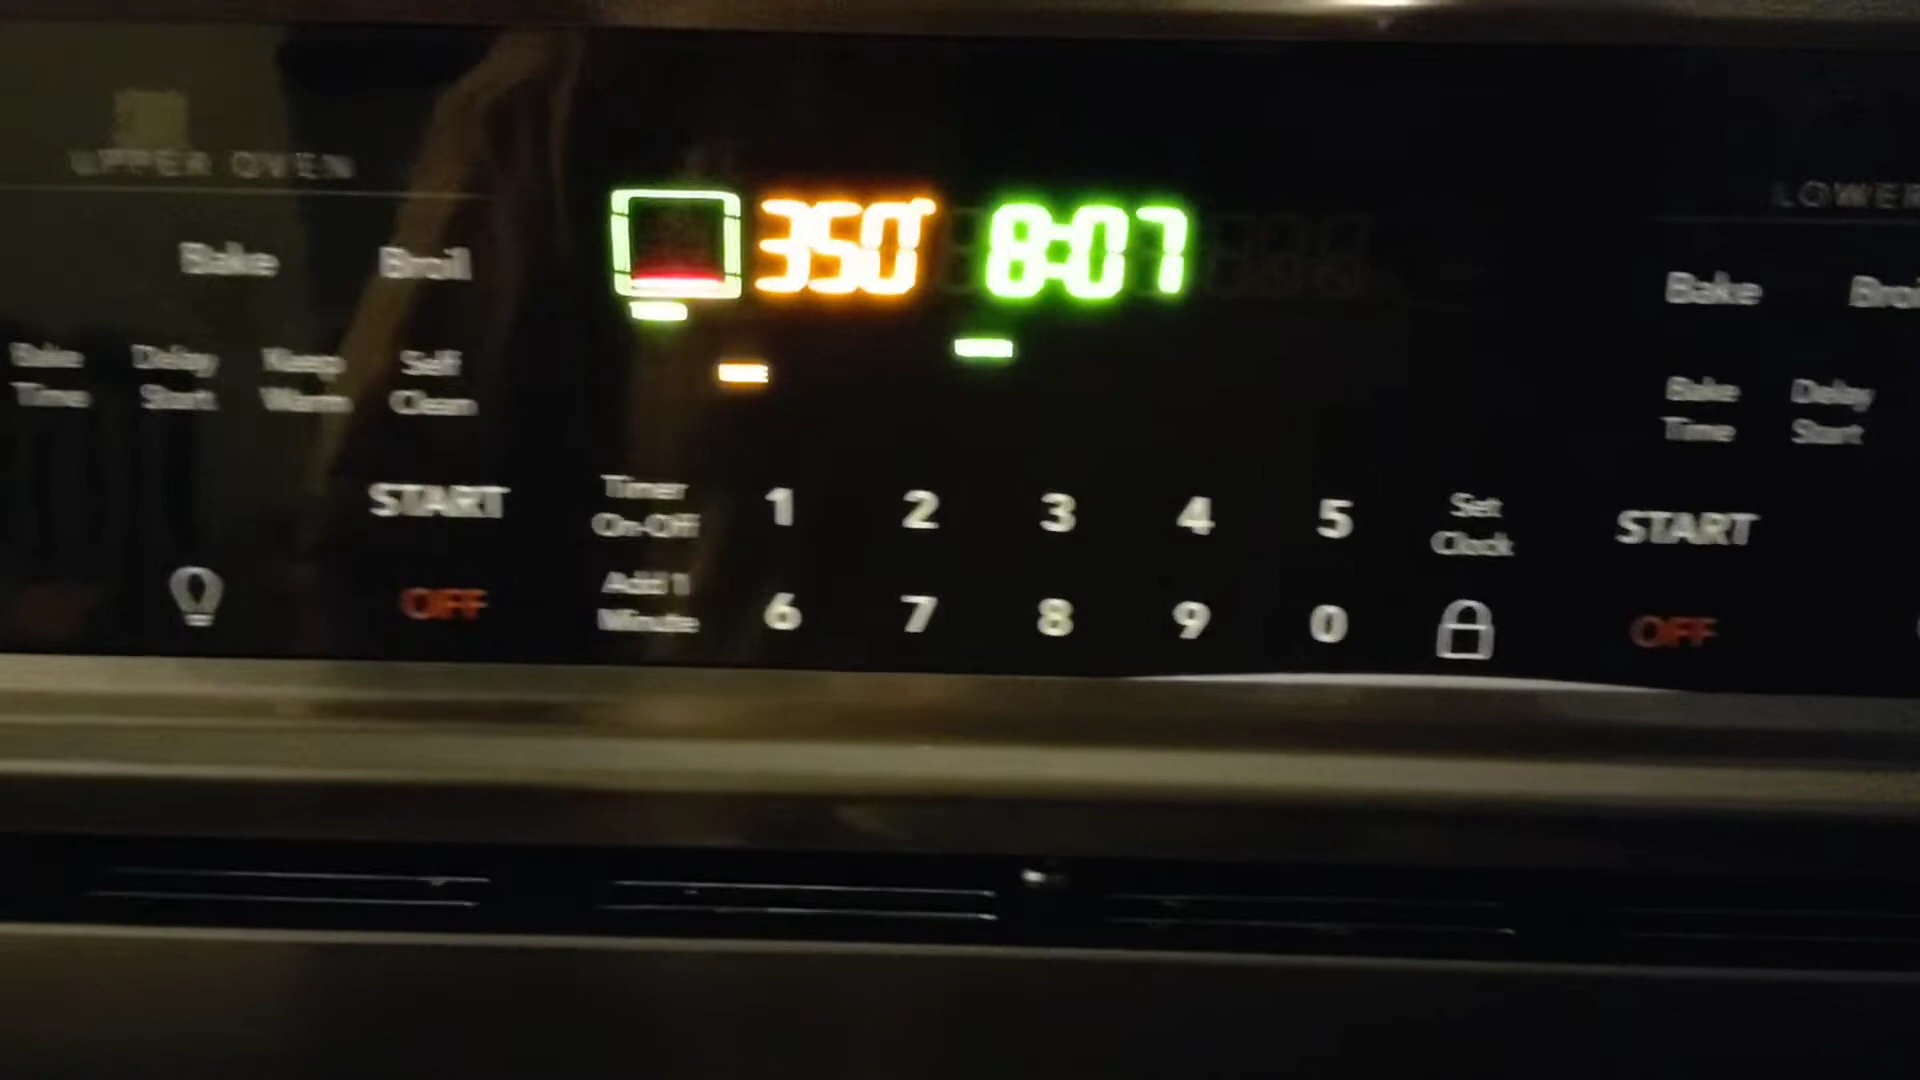 UPPER OVEN
Bake Broil
Bake Time
Delay Start
Keep Warm
Self Clean
START
OFF
350° 8:07
Timer On-Off
Add 1 Minute
1 2 3 4 5
6 7 8 9 0
Set Clock
LOWER
Bake Broil
Bake Time
Delay Start
START
OFF